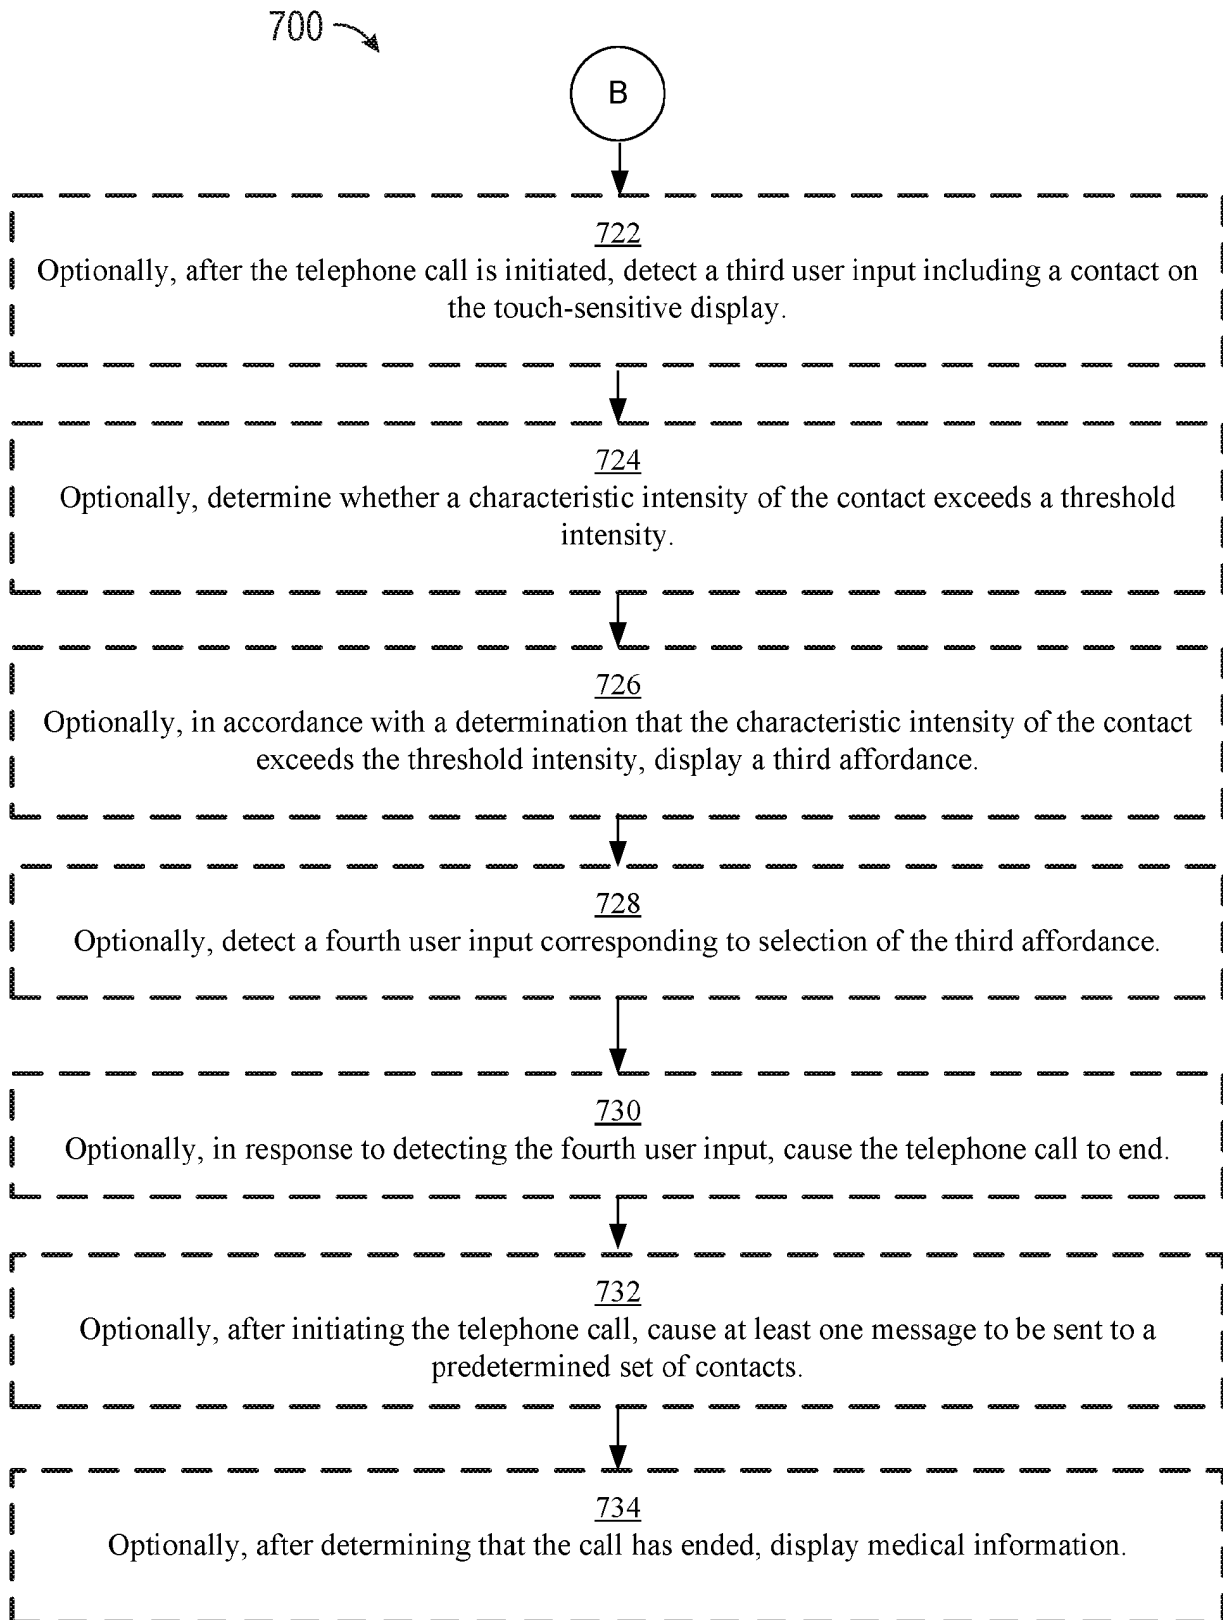 700
B
722
Optionally, after the telephone call is initiated, detect a third user input including a contact on
the touch-sensitive display.
724
Optionally, determine whether a characteristic intensity of the contact exceeds a threshold
intensity.
726
Optionally, in accordance with a determination that the characteristic intensity of the contact
exceeds the threshold intensity, display a third affordance.
728
Optionally, detect a fourth user input corresponding to selection of the third affordance.
730
Optionally, in response to detecting the fourth user input, cause the telephone call to end.
732
Optionally, after initiating the telephone call, cause at least one message to be sent to a
predetermined set of contacts.
734
Optionally, after determining that the call has ended, display medical information.